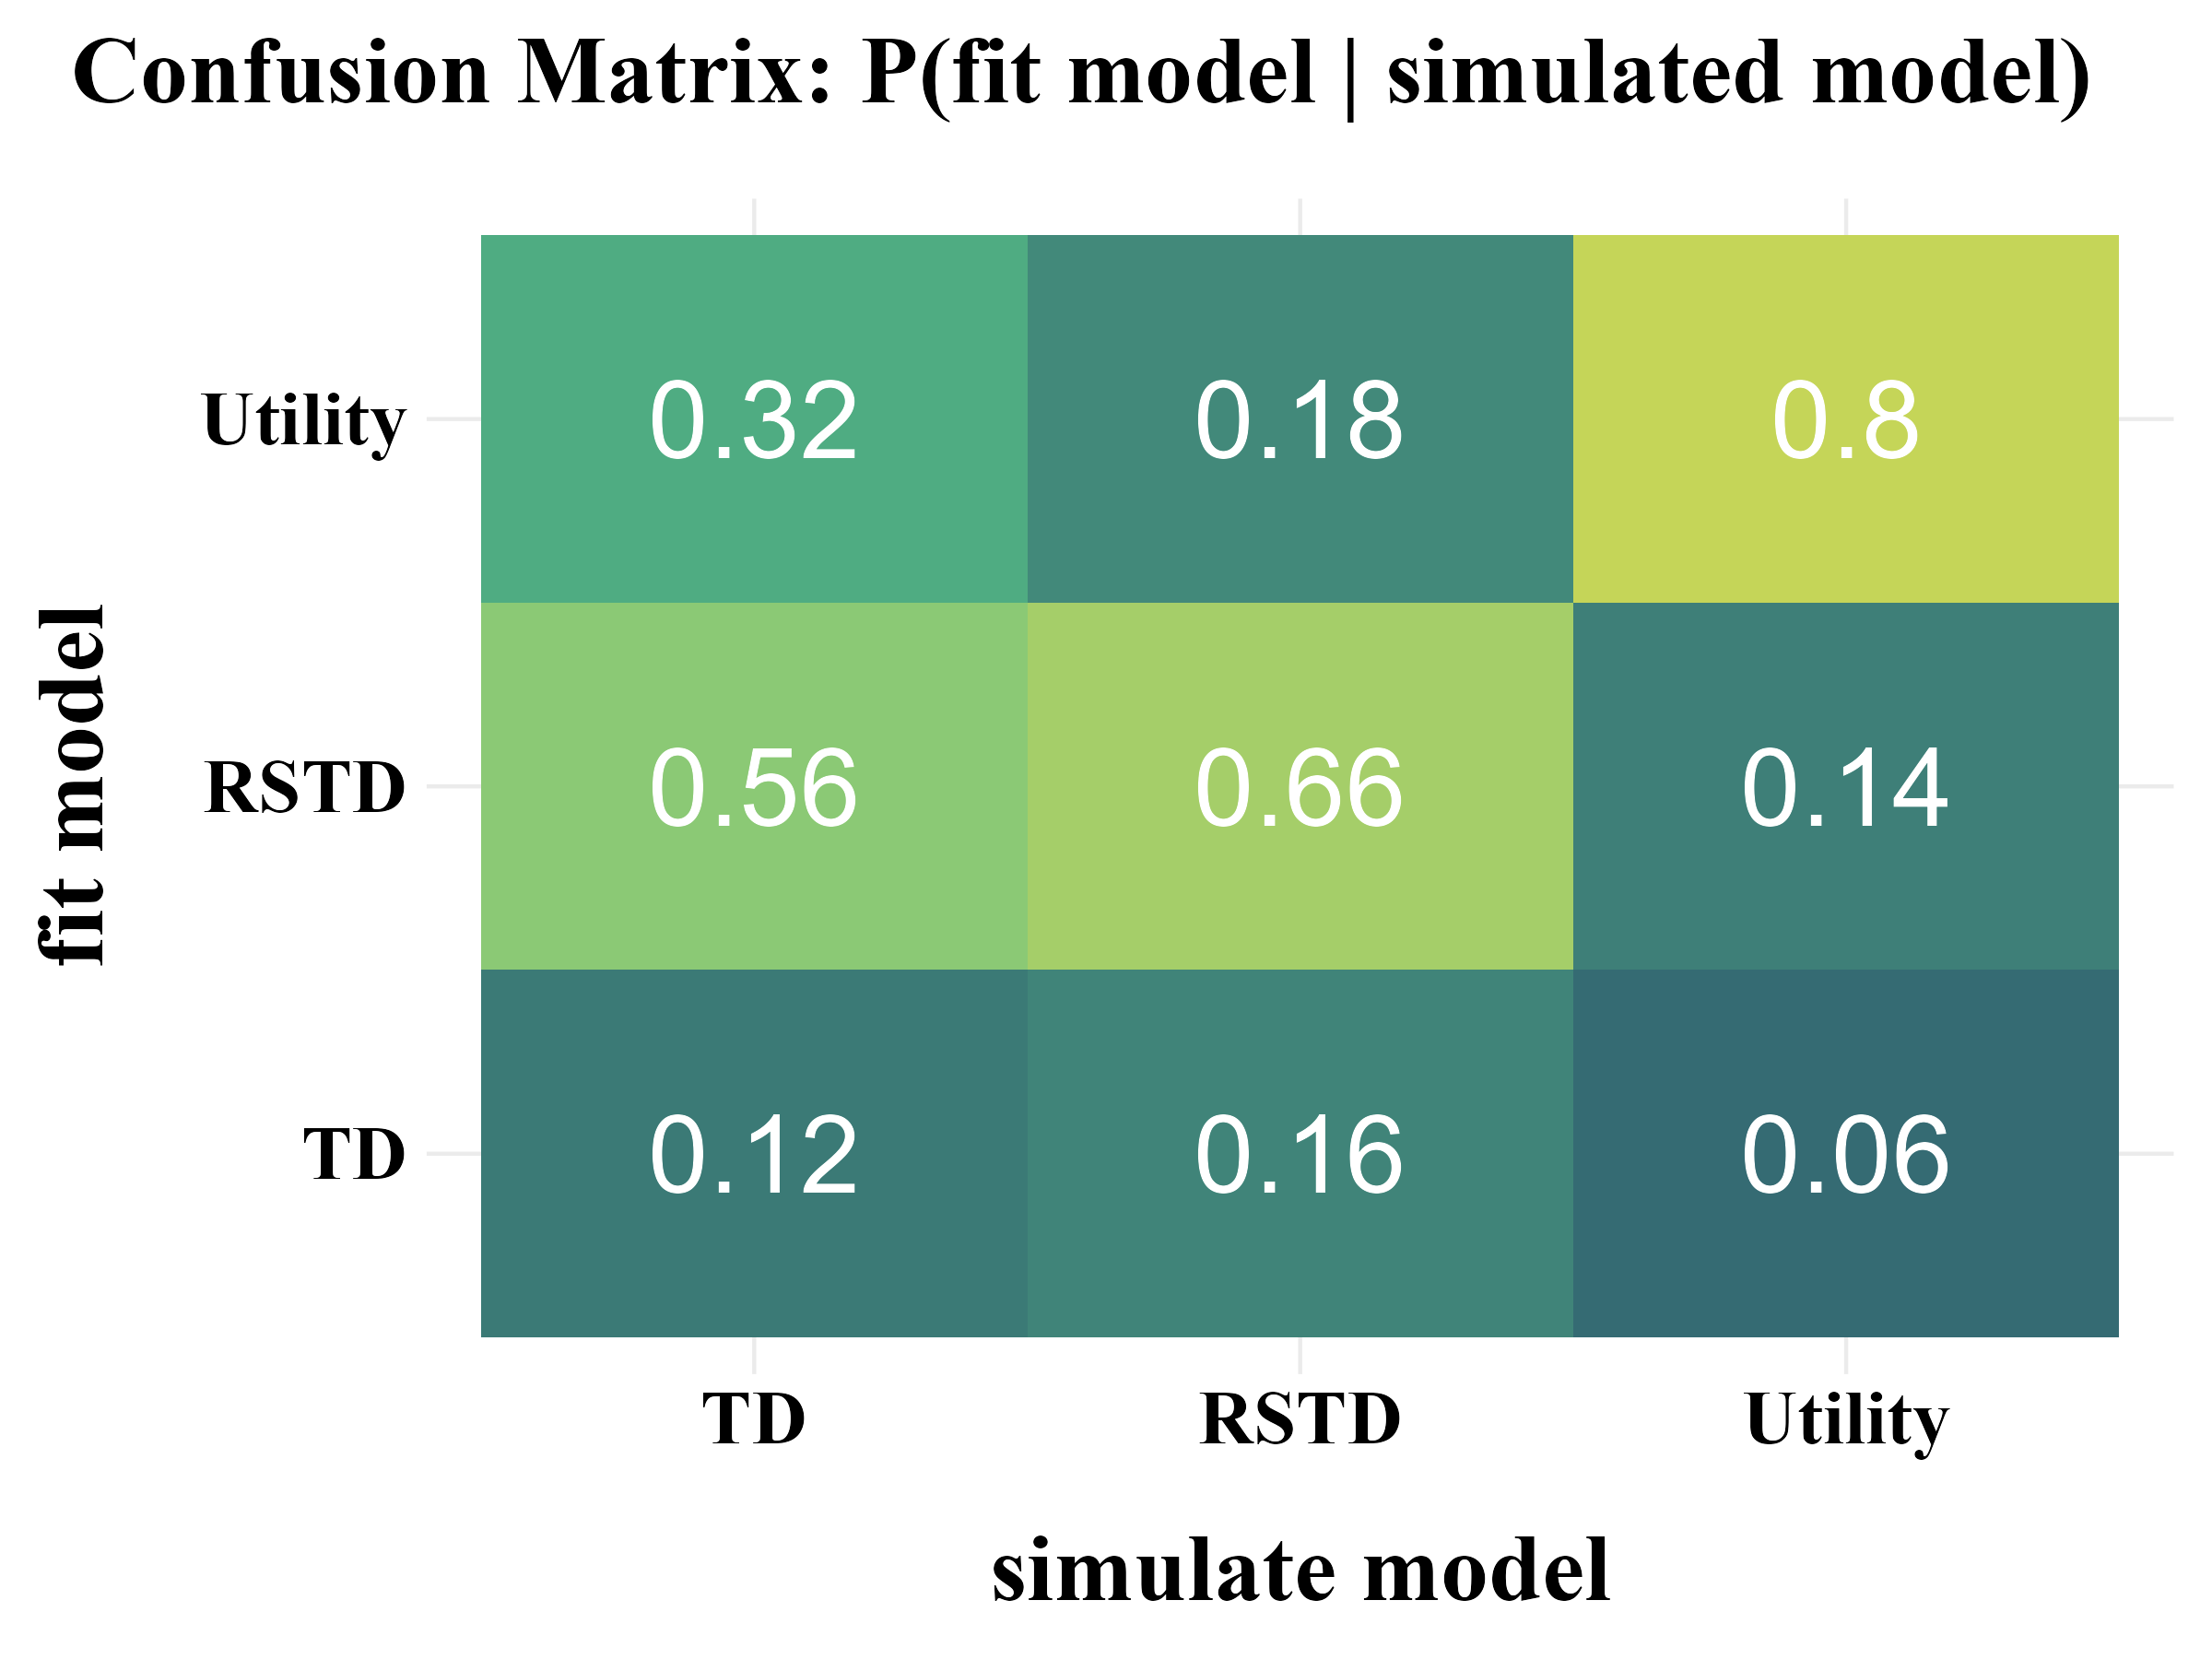 Confusion Matrix: P(fit model | simulated model)
fit model
Utility 0.32 0.18 0.8
RSTD 0.56 0.66 0.14
TD 0.12 0.16 0.06
TD RSTD Utility
simulate model